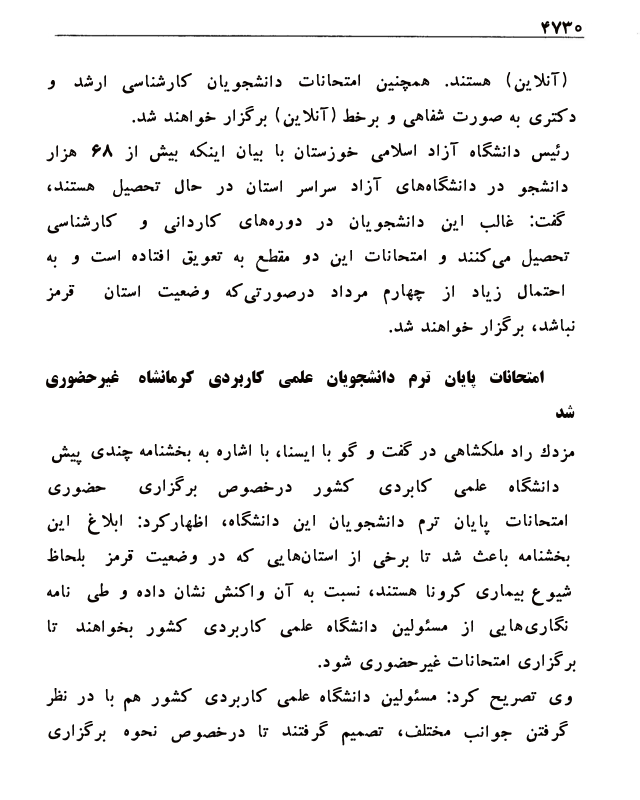 ۴۷۳۰
(آنلاین) هستند. همچنین امتحانات دانشجویان کارشناسی ارشد و
دکتری به صورت شفاهی و برخط (آنلاین) برگزار خواهند شد.
رئیس دانشگاه آزاد اسلامی خوزستان با بیان اینکه بیش از ۶۸ هزار
دانشجو در دانشگاه‌های آزاد سراسر استان در حال تحصیل هستند،
گفت: غالب این دانشجویان در دوره‌های کاردانی و کارشناسی
تحصیل می‌کنند و امتحانات این دو مقطع به تعویق افتاده است و به
احتمال زیاد از چهارم مرداد درصورتی‌که وضعیت استان قرمز
نباشد، برگزار خواهند شد.
امتحانات پایان ترم دانشجویان علمی کاربردی کرمانشاه غیرحضوری
شد
مزدك راد ملکشاهی در گفت و گو با ایسنا، با اشاره به بخشنامه چندی پیش
دانشگاه علمی کابردی کشور درخصوص برگزاری حضوری
امتحانات پایان ترم دانشجویان این دانشگاه، اظهارکرد: ابلاغ این
بخشنامه باعث شد تا برخی از استان‌هایی که در وضعیت قرمز بلحاظ
شیوع بیماری کرونا هستند، نسبت به آن واکنش نشان داده و طی نامه
نگاری‌هایی از مسئولین دانشگاه علمی کاربردی کشور بخواهند تا
برگزاری امتحانات غیرحضوری شود.
وی تصریح کرد: مسئولین دانشگاه علمی کاربردی کشور هم با در نظر
گرفتن جوانب مختلف، تصمیم گرفتند تا درخصوص نحوه برگزاری